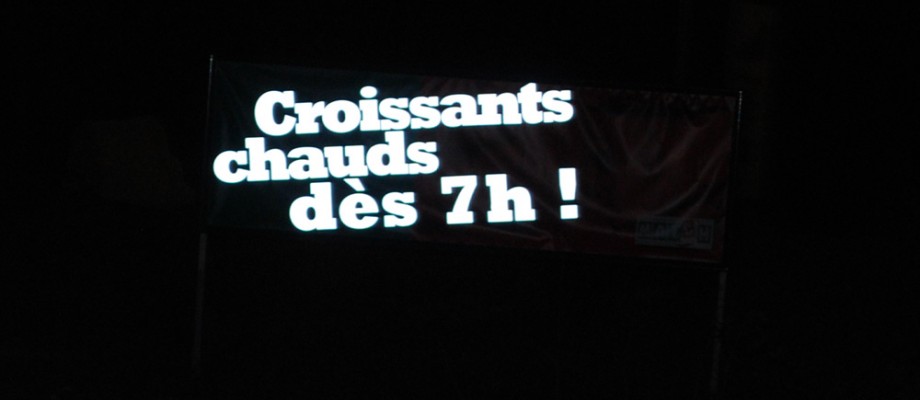 Croissants
chauds
dès 7h !